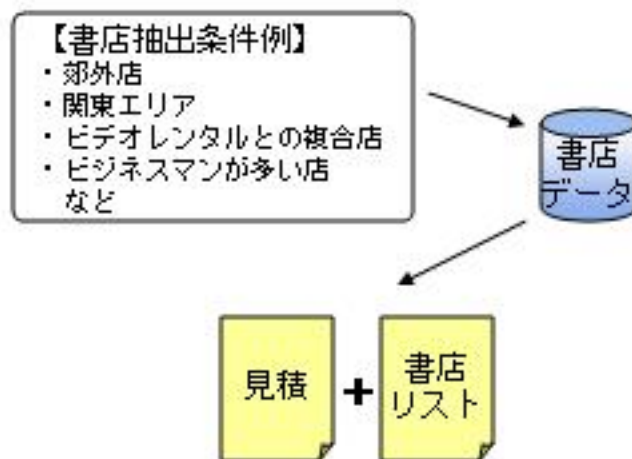 【書店抽出条件例】
・郊外店
・関東エリア
・ビデオレンタルとの複合店
・ビジネスマンが多い店
など
書店
データ
見積
+
書店
リスト